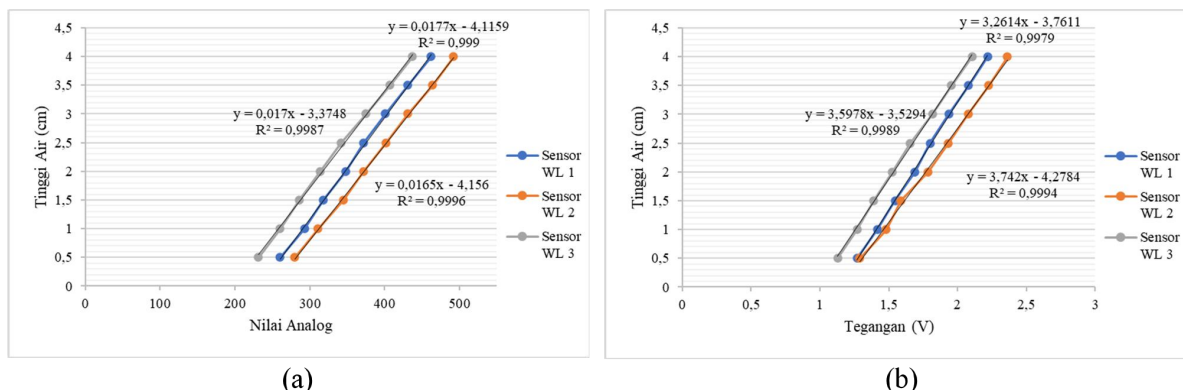 y = 0,0177x - 4,1159
R² = 0,999
y = 0,017x - 3,3748
R² = 0,9987
y = 0,0165x - 4,156
R² = 0,9996
Tinggi Air (cm)
4,5
4
3,5
3
2,5
2
1,5
1
0,5
0
0 100 200 300 400 500
Nilai Analog
Sensor
WL 1
Sensor
WL 2
Sensor
WL 3
(a)
y = 3,2614x - 3,7611
R² = 0,9979
y = 3,5978x - 3,5294
R² = 0,9989
y = 3,742x - 4,2784
R² = 0,9994
Tinggi Air (cm)
4,5
4
3,5
3
2,5
2
1,5
1
0,5
0
0 0,5 1 1,5 2 2,5 3
Tegangan (V)
Sensor
WL 1
Sensor
WL 2
Sensor
WL 3
(b)